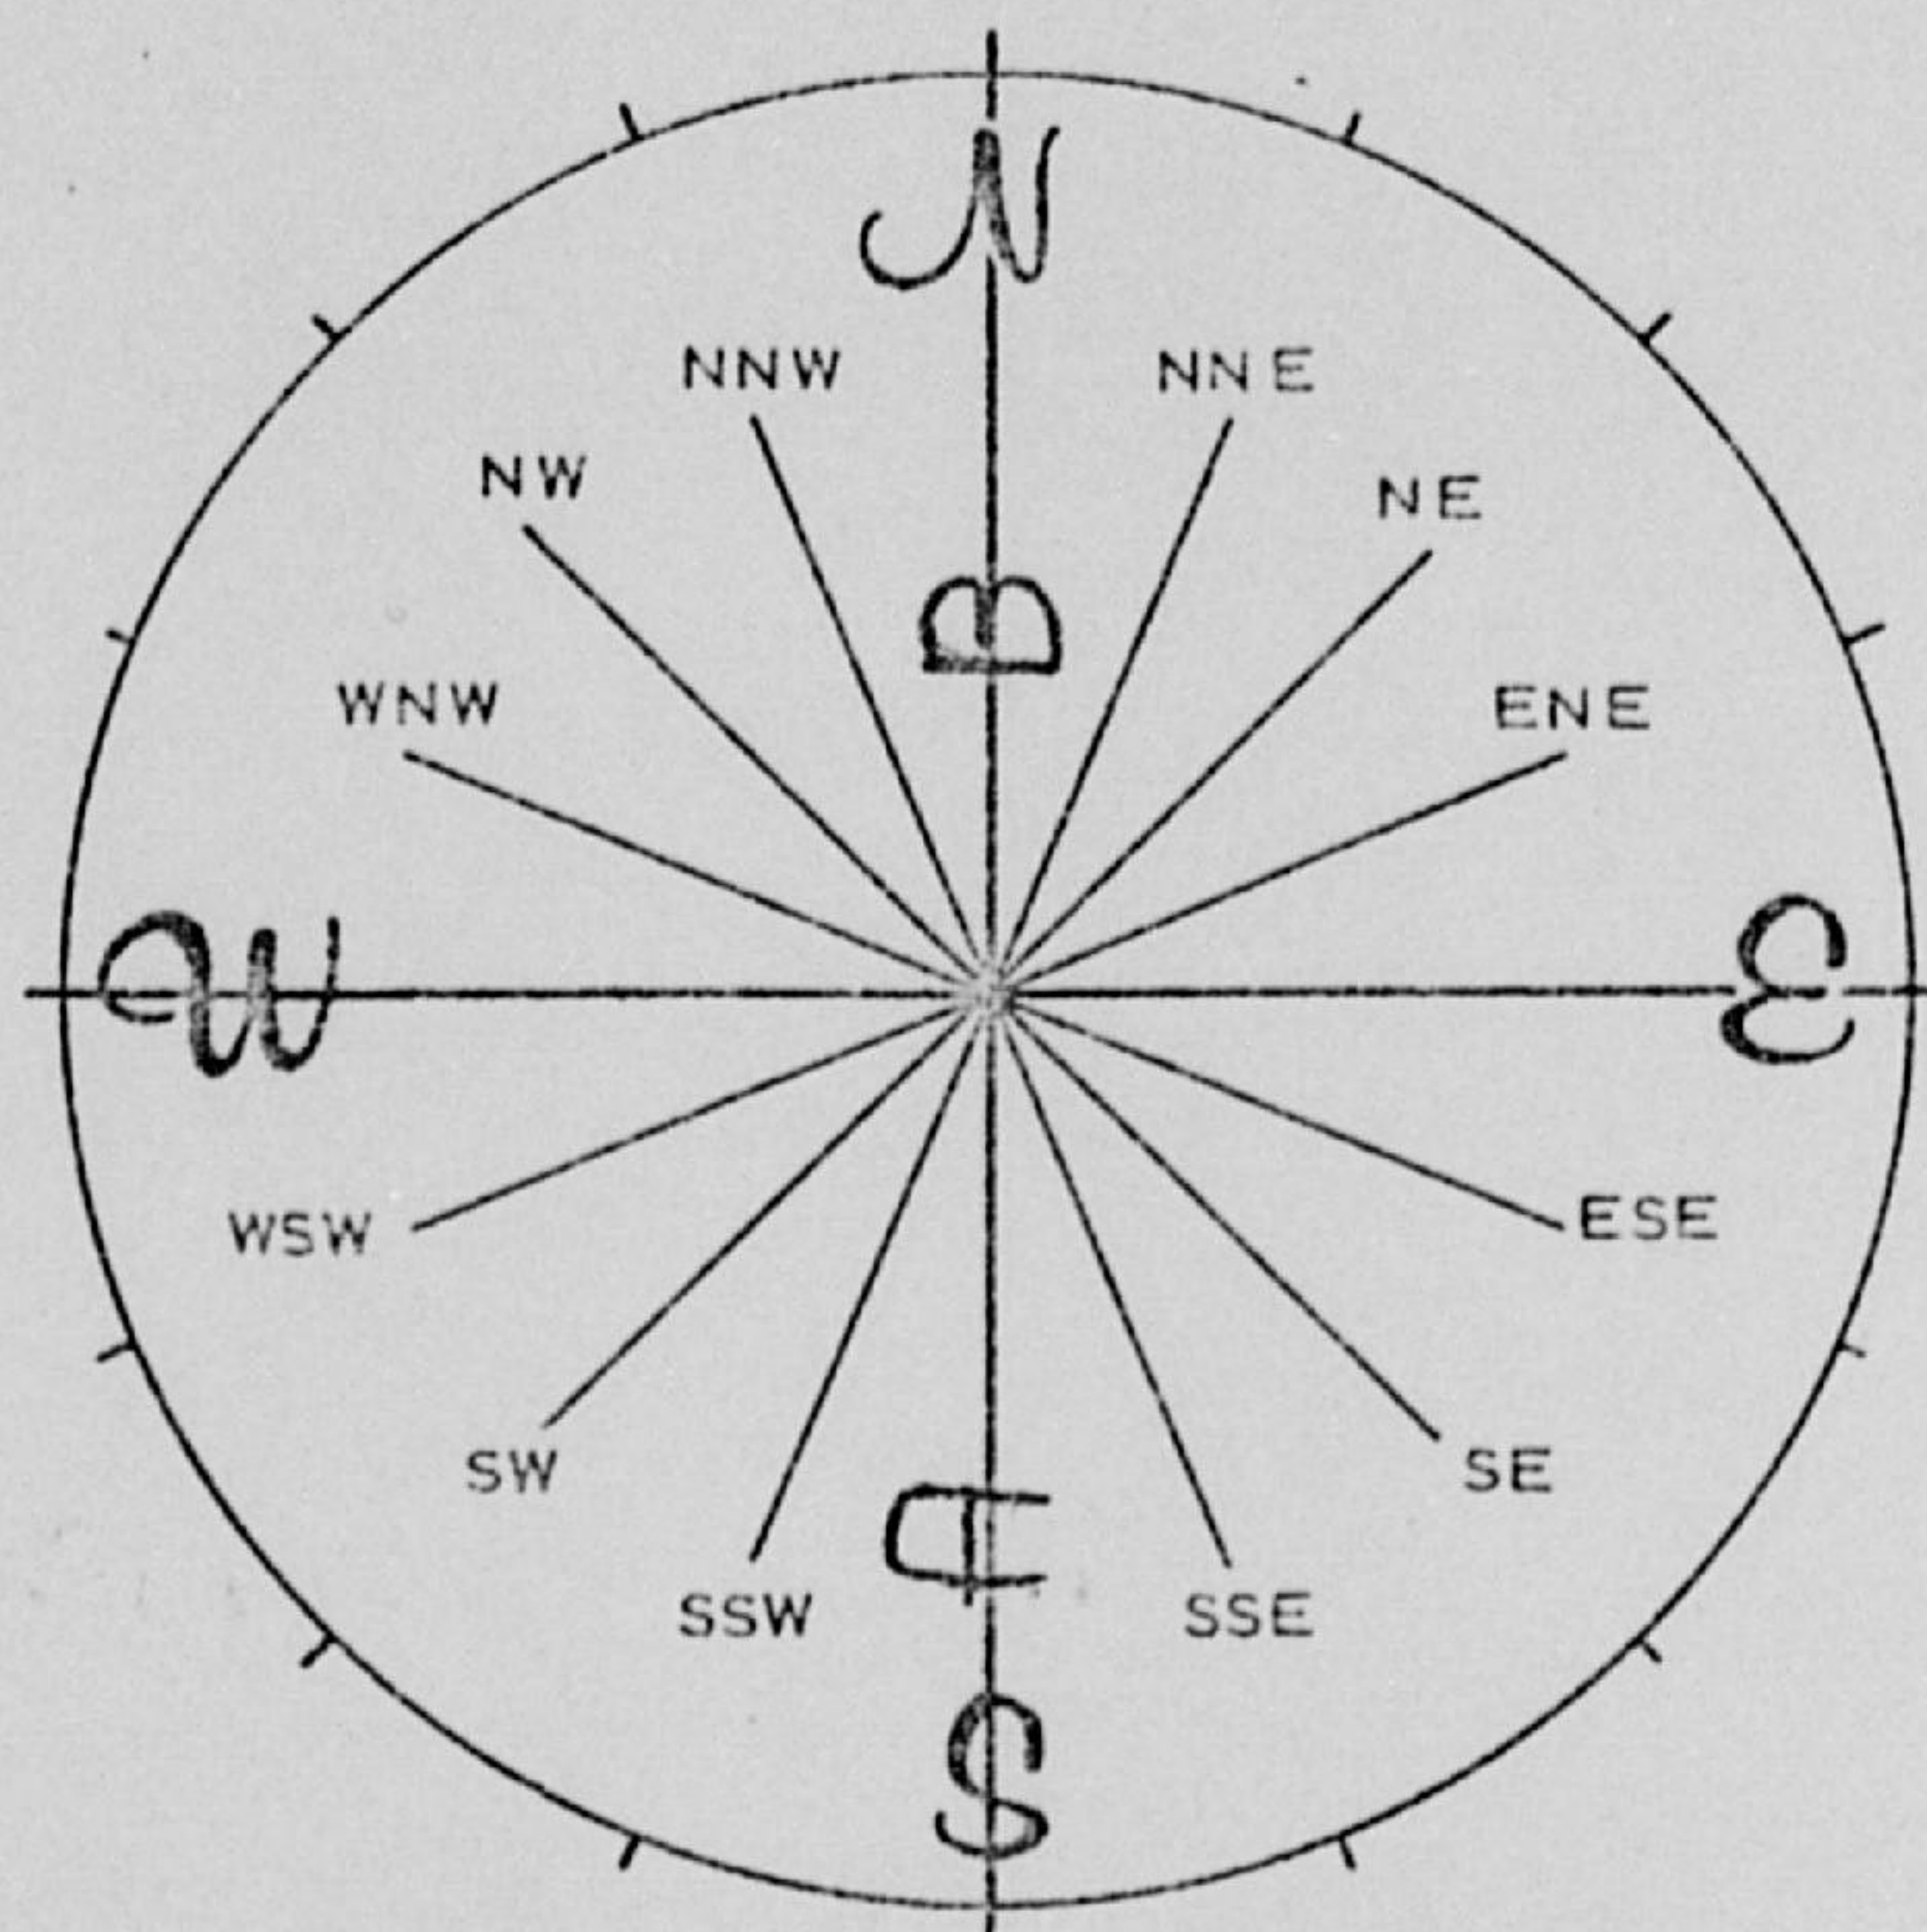 N
NNW NNE
NW NE
B
WNW ENE
W E
WSW ESE
SW SE
A
SSW SSE
S